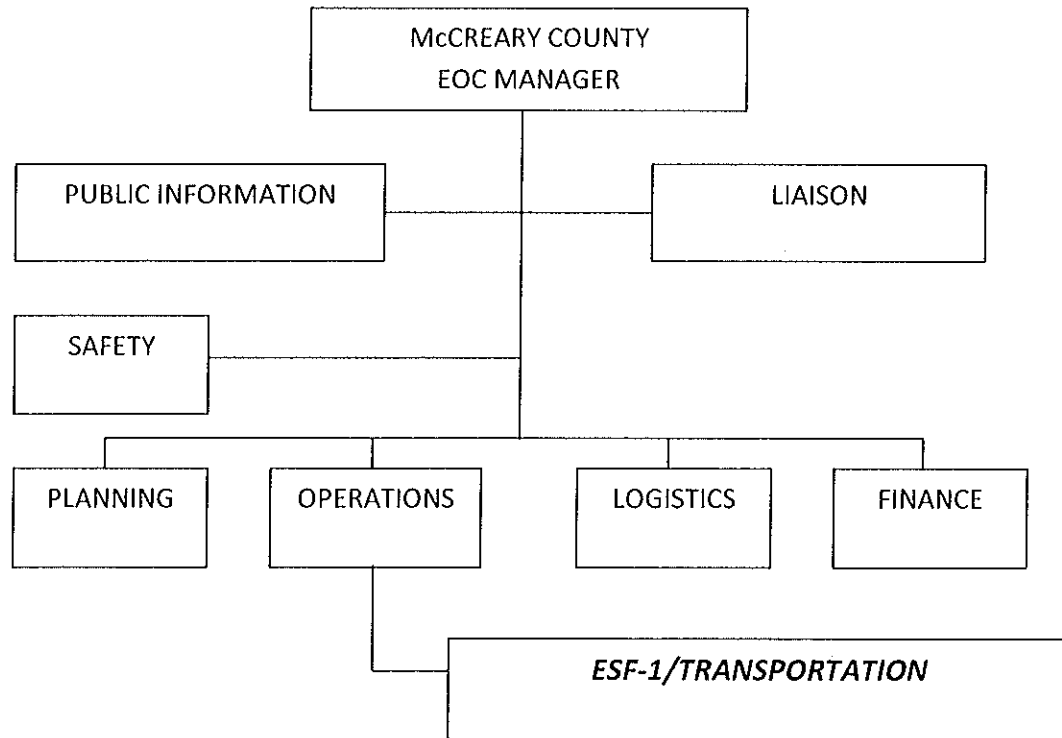 McCREARY COUNTY
EOC MANAGER
PUBLIC INFORMATION
LIAISON
SAFETY
PLANNING
OPERATIONS
LOGISTICS
FINANCE
ESF-1/TRANSPORTATION